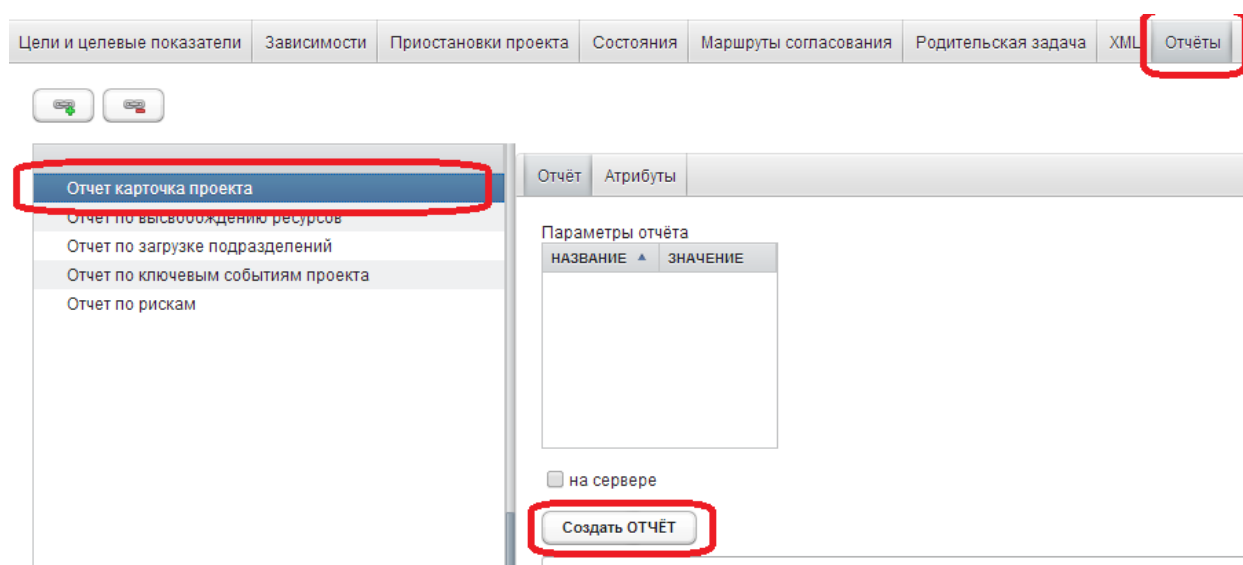 Цели и целевые показатели Зависимости Приостановки проекта Состояния Маршруты согласования Родительская задача XML Отчёты
Отчет карточка проекта
Отчет по высвобождению ресурсов
Отчет по загрузке подразделений
Отчет по ключевым событиям проекта
Отчет по рискам
Отчёт Атрибуты
Параметры отчёта
НАЗВАНИЕ ЗНАЧЕНИЕ
на сервере
Создать ОТЧЁТ